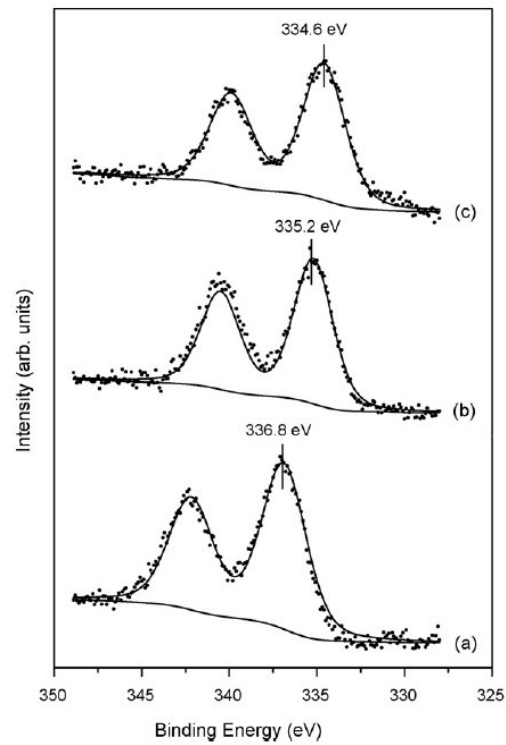 334.6 eV
(c)
335.2 eV
(b)
336.8 eV
(a)
Intensity (arb. units)
350 345 340 335 330 325
Binding Energy (eV)